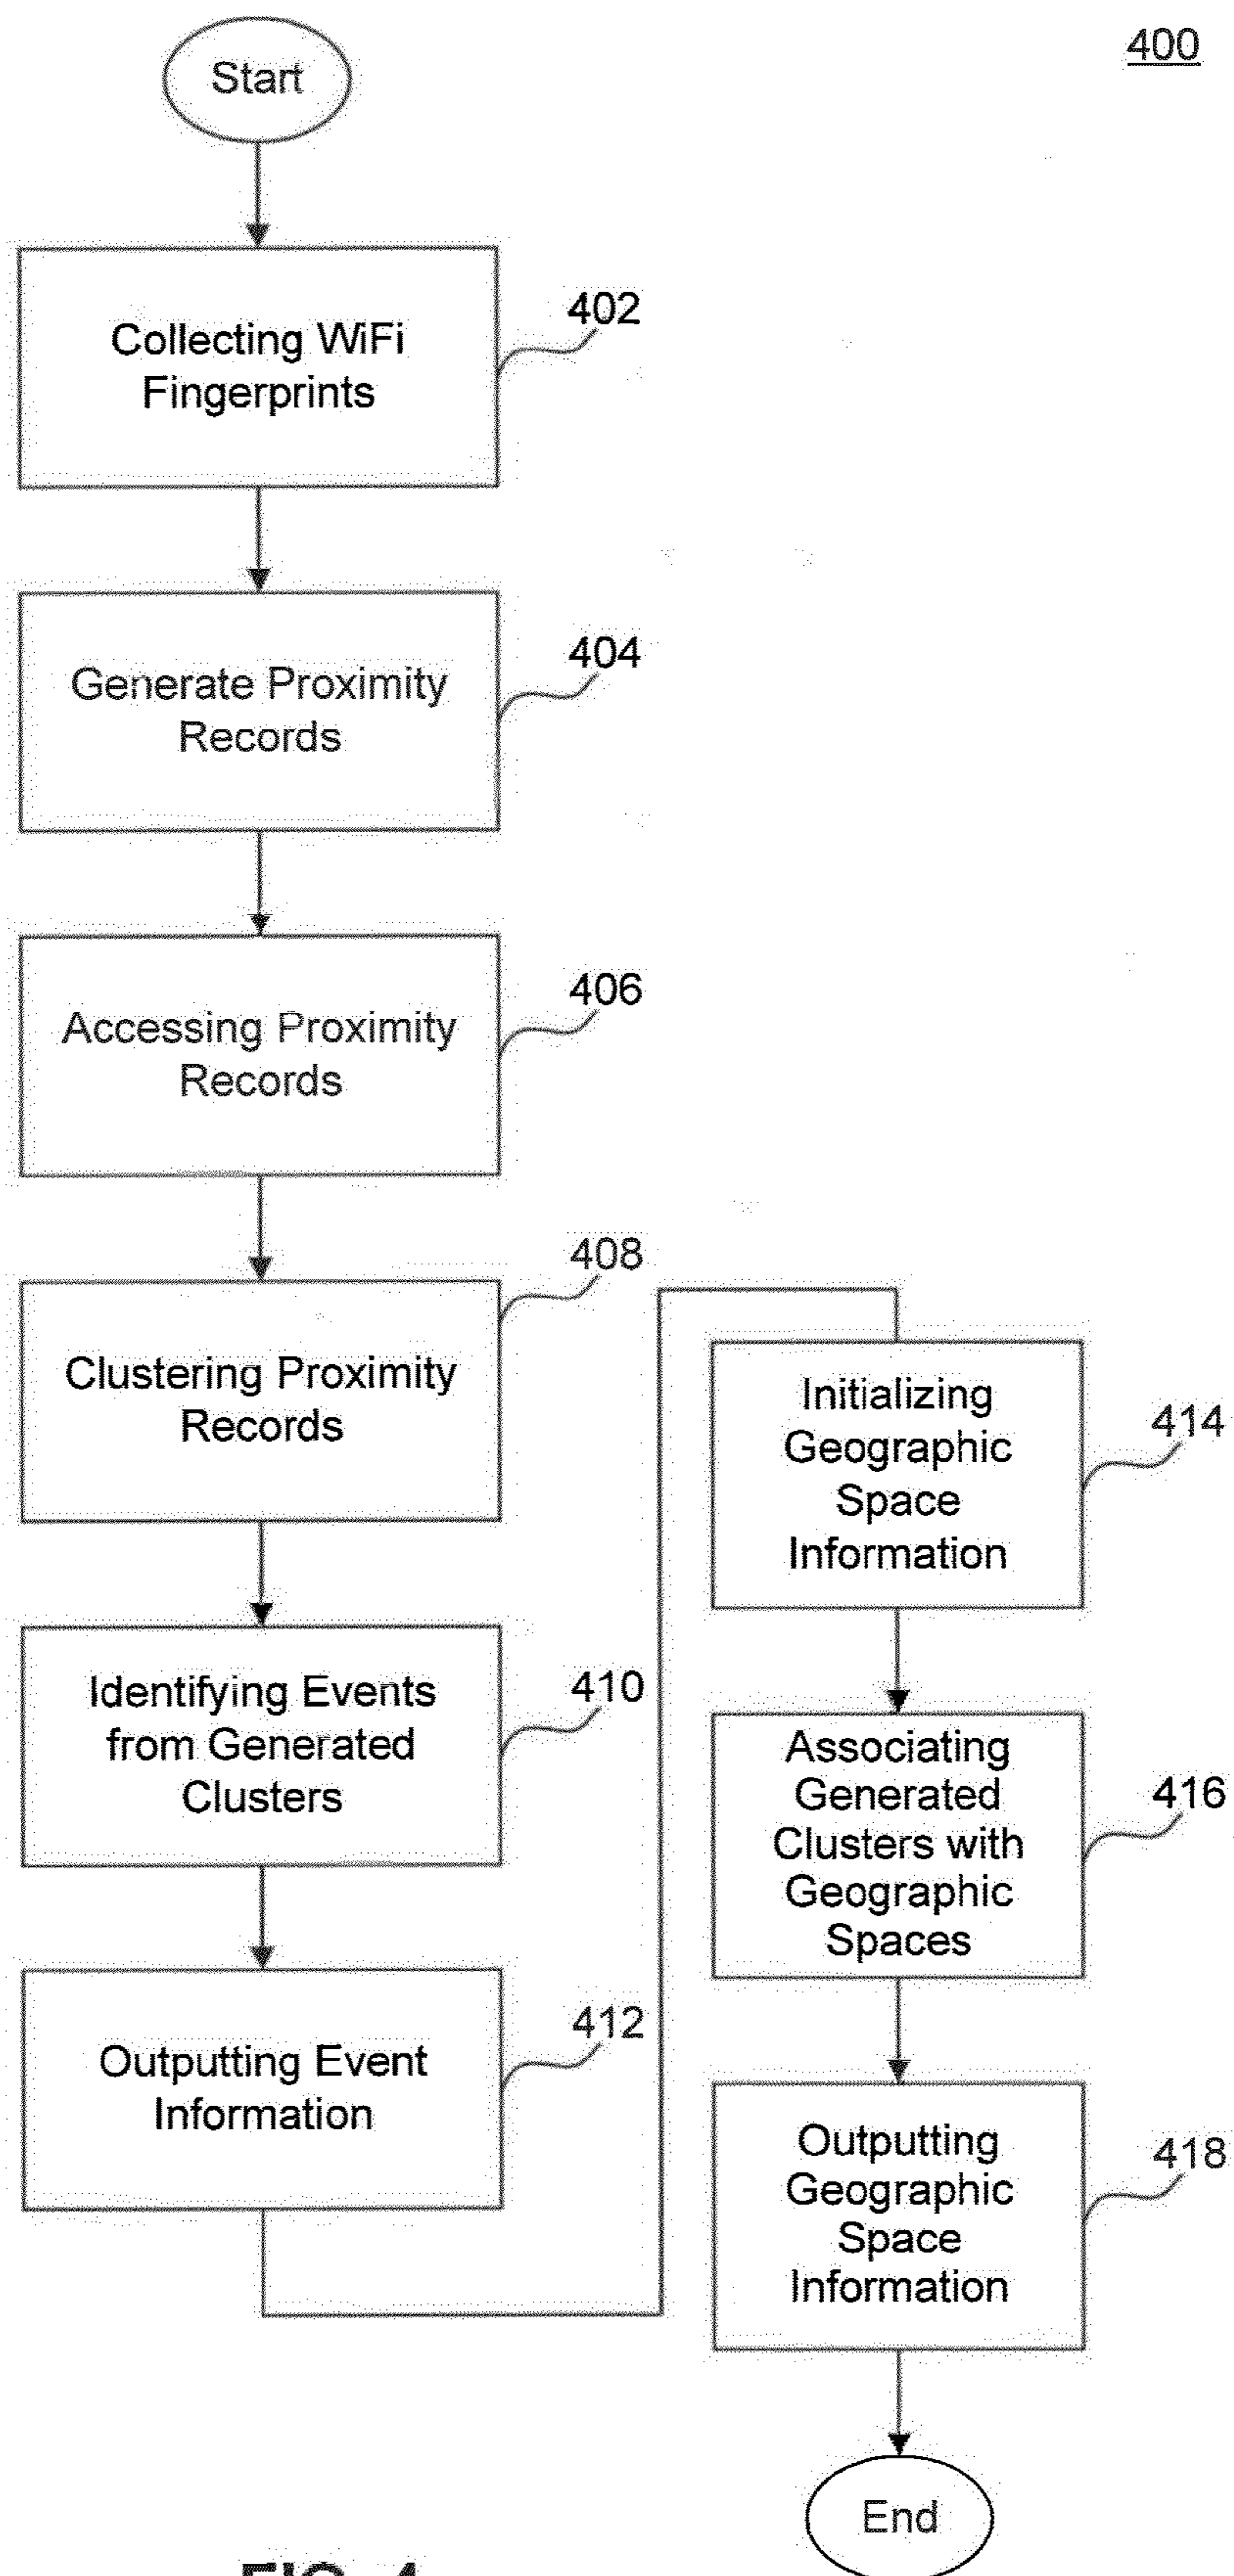 400
Start
Collecting WiFi
Fingerprints
402
Generate Proximity
Records
404
Accessing Proximity
Records
406
Clustering Proximity
Records
408
Identifying Events
from Generated
Clusters
410
Outputting Event
Information
412
Initializing
Geographic
Space
Information
414
Associating
Generated
Clusters with
Geographic
Spaces
416
Outputting
Geographic
Space
Information
418
End